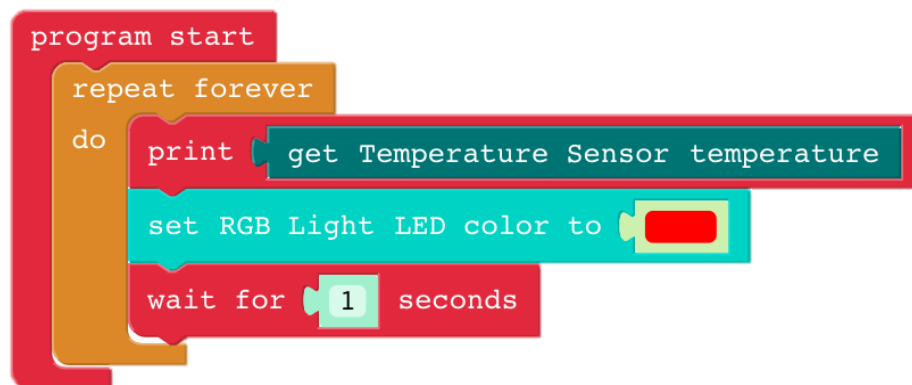 program start
repeat forever
do
print get Temperature Sensor temperature
set RGB Light LED color to
wait for 1 seconds